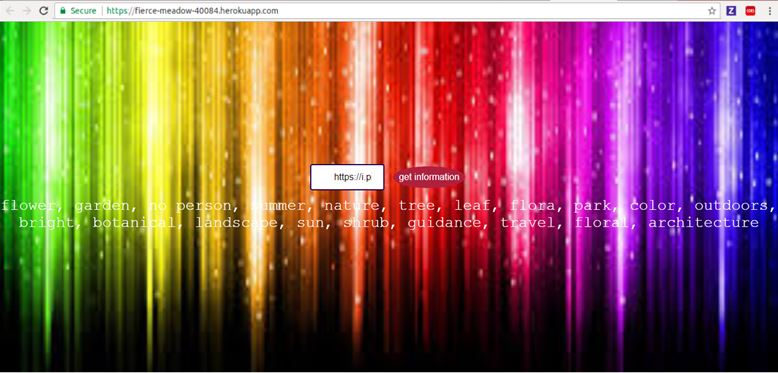 Secure https://fierce-meadow-40084.herokuapp.com
https://i.p get information
flower, garden, no person, summer, nature, tree, leaf, flora, park, color, outdoors,
bright, botanical, landscape, sun, shrub, guidance, travel, floral, architecture